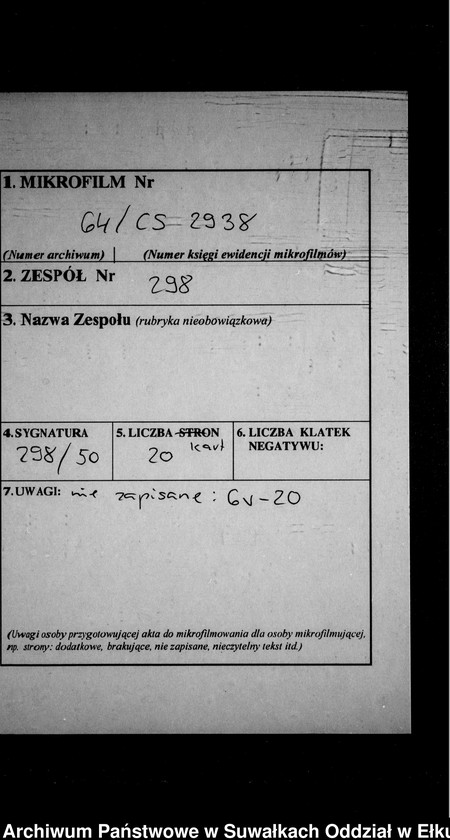 1. MIKROFILM Nr
64/CS-2938
(Numer archiwum) | (Numer księgi ewidencji mikrofilmów)
2. ZESPÓŁ Nr 298
3. Nazwa Zespołu (rubryka nieobowiązkowa)
4. SYGNATURA
298/50
5. LICZBA STRON
20 kart
6. LICZBA KLATEK
NEGATYWU:
7. UWAGI: nie zapisane: 6v-20
(Uwagi osoby przygotowującej akta do mikrofilmowania dla osoby mikrofilmującej,
np. strony: dodatkowe, brakujące, nie zapisane, nieczytelny tekst itd.)
Archiwum Państwowe w Suwałkach Oddział w Ełku